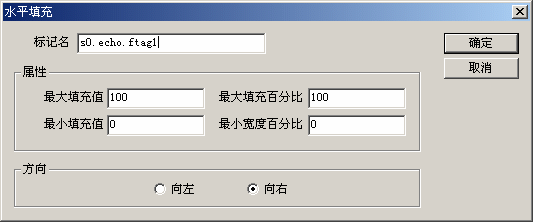 水平填充
标记名 s0.echo.ftag1 确定
取消
属性
最大填充值 100 最大填充百分比 100
最小填充值 0 最小宽度百分比 0
方向
向左 向右